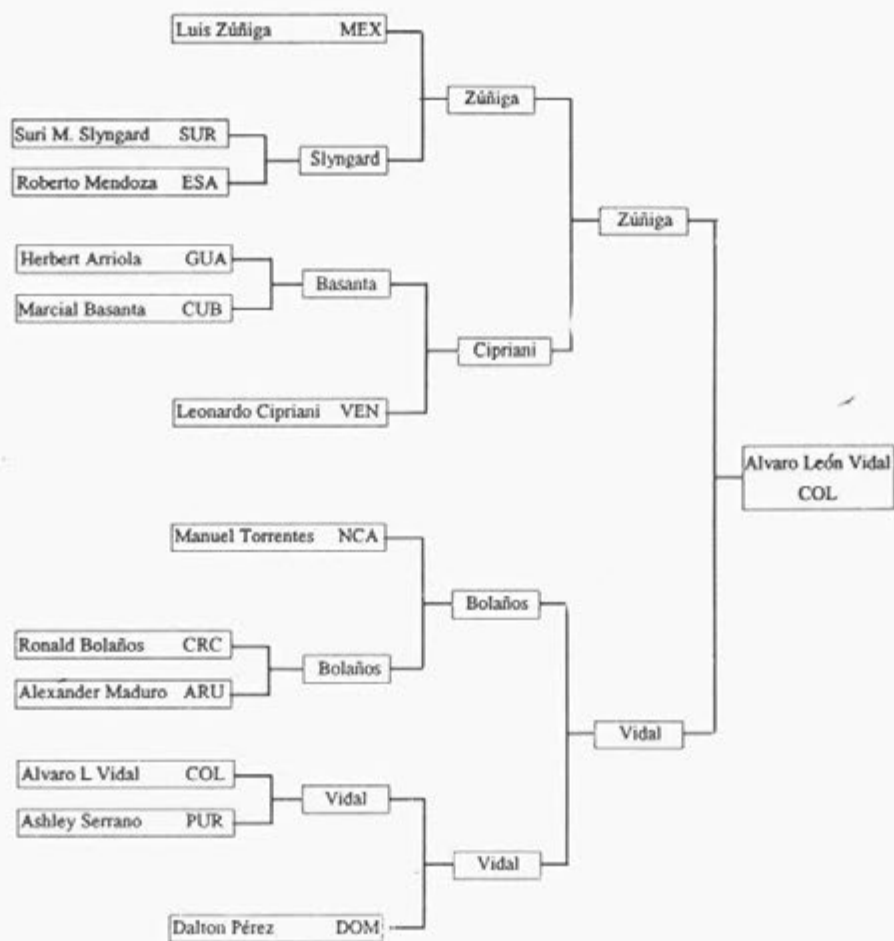 Luis Zúñiga MEX
Zúñiga
Suri M. Slyngard SUR
Slyngard
Roberto Mendoza ESA
Zúñiga
Herbert Arriola GUA
Basanta
Marcial Basanta CUB
Cipriani
Leonardo Cipriani VEN
Alvaro León Vidal
COL
Manuel Torrentes NCA
Bolaños
Ronald Bolaños CRC
Bolaños
Alexánder Maduro ARU
Vidal
Alvaro L Vidal COL
Vidal
Ashley Serrano PUR
Vidal
Dalton Pérez DOM